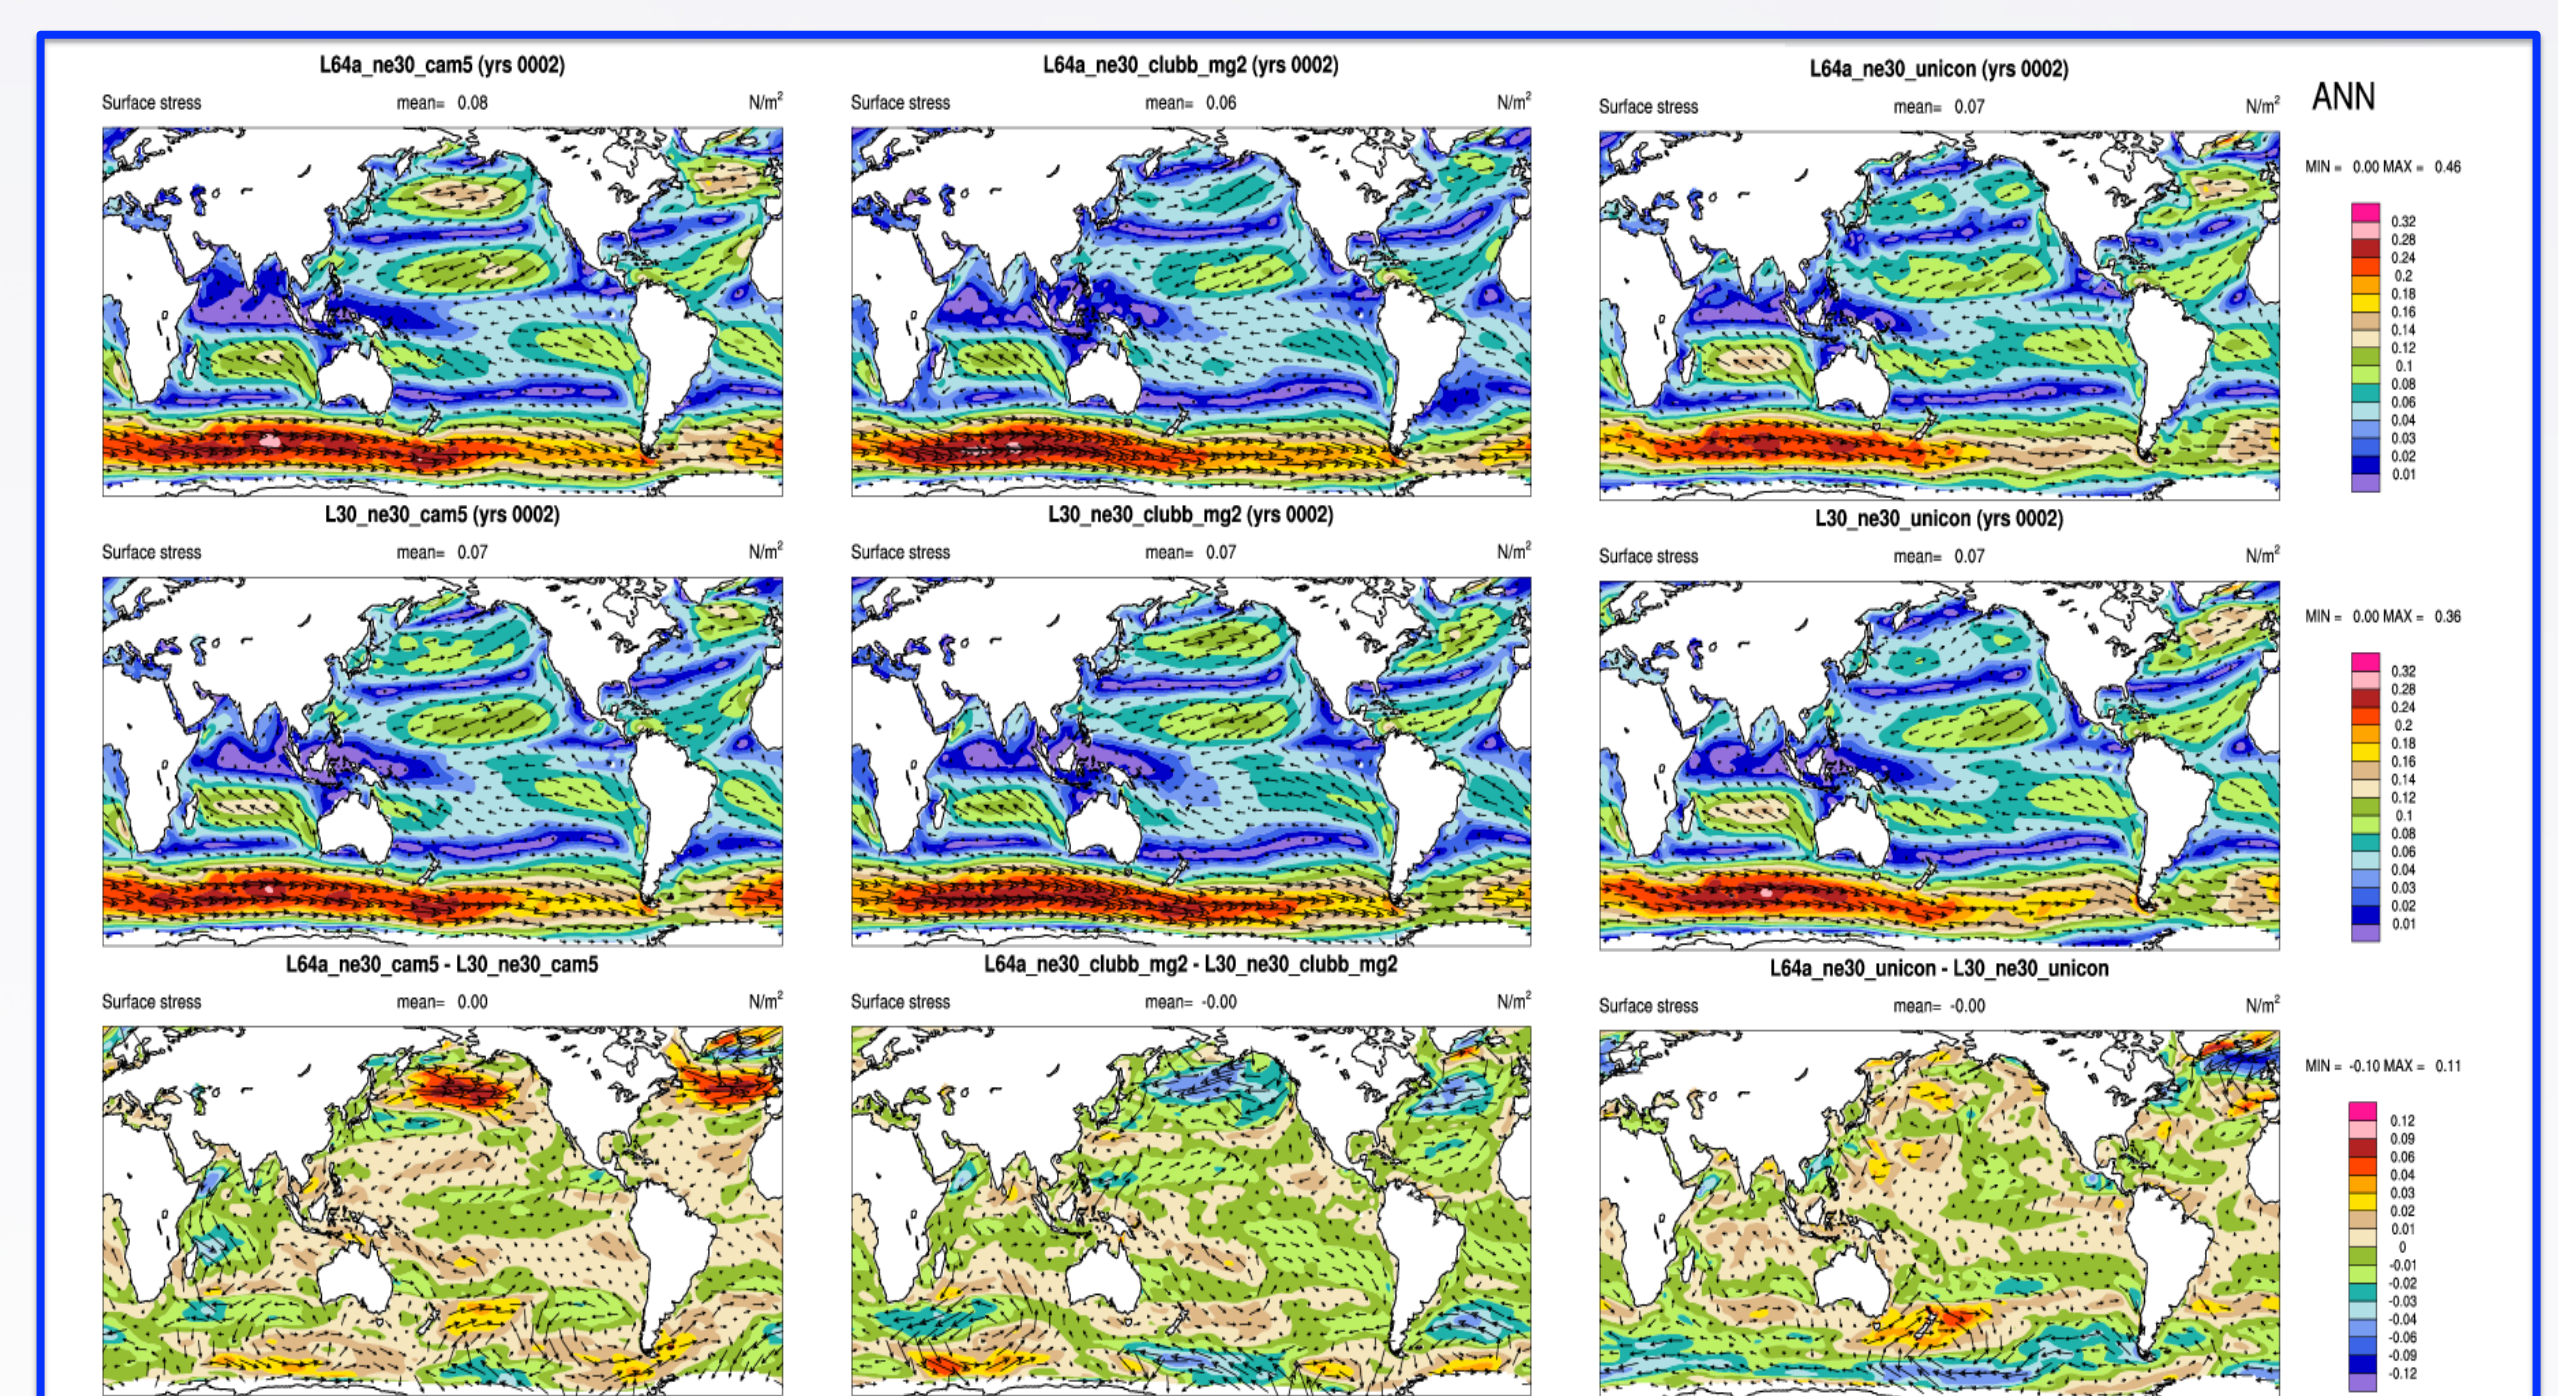 L64a_ne30_cam5 (yrs 0002)
Surface stress mean= 0.08 N/m2
L64a_ne30_clubb_mg2 (yrs 0002)
Surface stress mean= 0.06 N/m2
L64a_ne30_unicon (yrs 0002)
Surface stress mean= 0.07 N/m2
ANN
MIN = 0.00 MAX = 0.46
0.32
0.28
0.24
0.2
0.18
0.16
0.14
0.12
0.1
0.08
0.06
0.04
0.03
0.02
0.01
L30_ne30_cam5 (yrs 0002)
Surface stress mean= 0.07 N/m2
L30_ne30_clubb_mg2 (yrs 0002)
Surface stress mean= 0.07 N/m2
L30_ne30_unicon (yrs 0002)
Surface stress mean= 0.07 N/m2
MIN = 0.00 MAX = 0.36
0.32
0.28
0.24
0.2
0.18
0.16
0.14
0.12
0.1
0.08
0.06
0.04
0.03
0.02
0.01
L64a_ne30_cam5 - L30_ne30_cam5
Surface stress mean= 0.00 N/m2
L64a_ne30_clubb_mg2 - L30_ne30_clubb_mg2
Surface stress mean= -0.00 N/m2
L64a_ne30_unicon - L30_ne30_unicon
Surface stress mean= -0.00 N/m2
MIN = -0.10 MAX = 0.11
0.12
0.09
0.06
0.04
0.03
0.02
0.01
0
-0.01
-0.02
-0.03
-0.04
-0.06
-0.09
-0.12